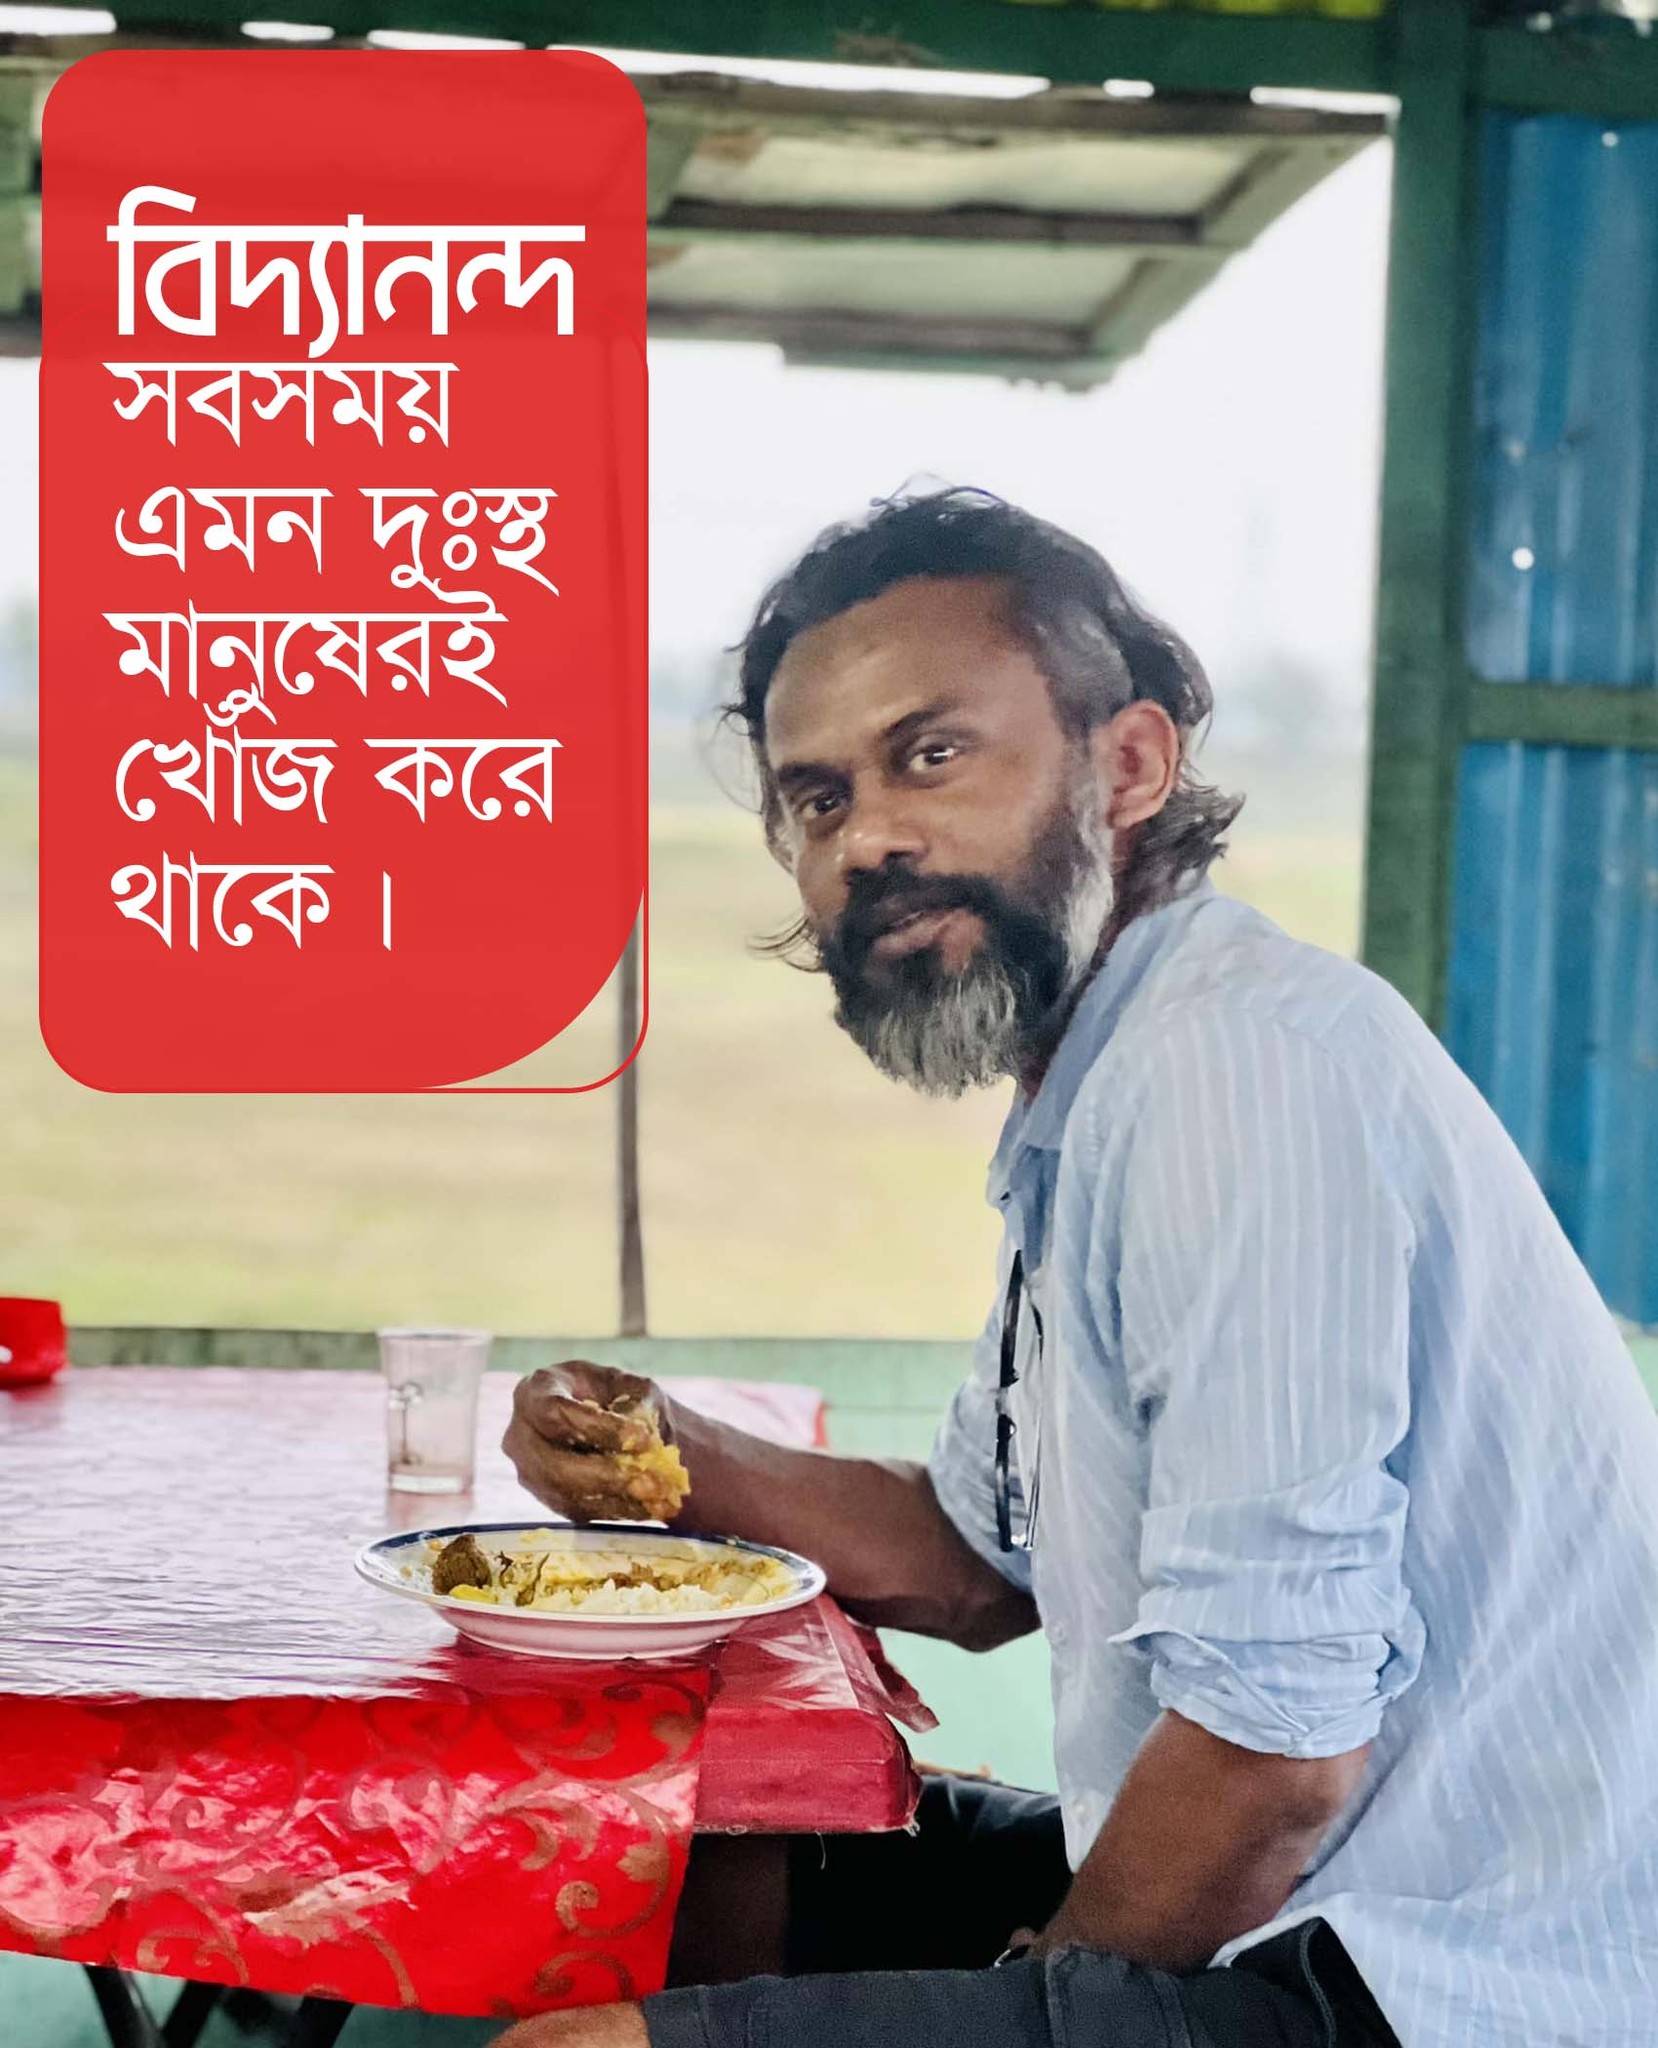 বিদ্যানন্দ
সবসময়
এমন দুঃস্থ
মানুষেরই
খোঁজ করে
থাকে।